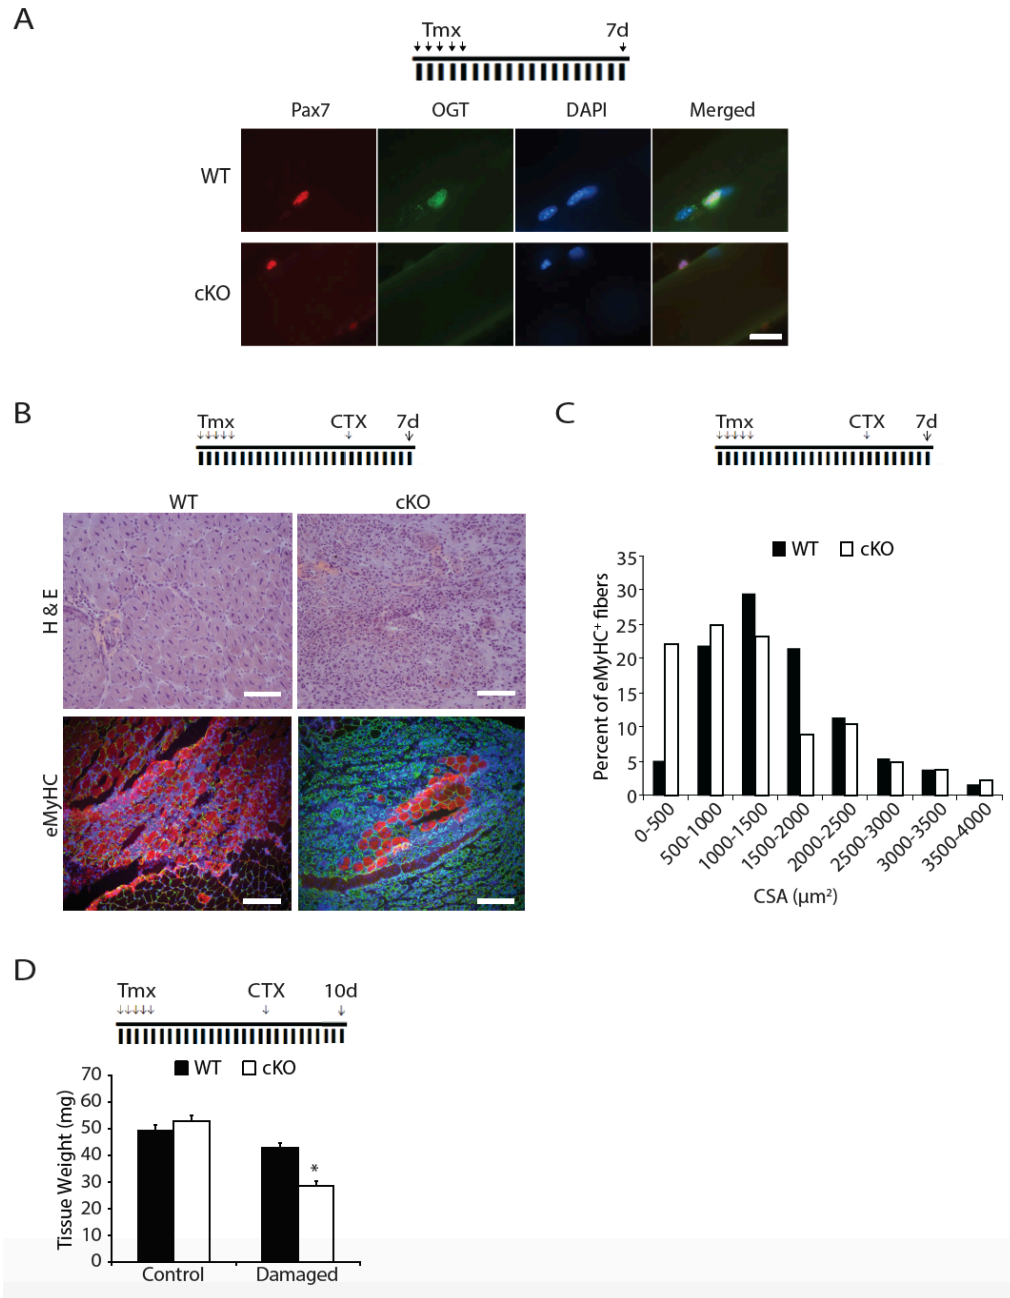 A
Tmx 7d
Pax7 OGT DAPI Merged
WT
cKO
B
Tmx CTX 7d
WT cKO
H & E
eMyHC
C
Tmx CTX 7d
WT cKO
Percent of eMyHC⁺ fibers
35
30
25
20
15
10
5
0
0-500 500-1000 1000-1500 1500-2000 2000-2500 2500-3000 3000-3500 3500-4000
CSA (µm²)
D
Tmx CTX 10d
WT cKO
Tissue Weight (mg)
70
60
50
40
30
20
10
0
*
Control Damaged